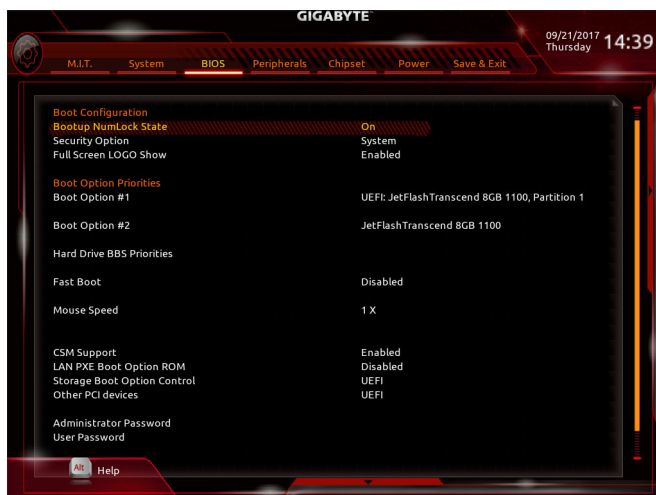 GIGABYTE™
09/21/2017 Thursday 14:39
M.I.T. System BIOS Peripherals Chipset Power Save & Exit
Boot Configuration
Bootup NumLock State On
Security Option System
Full Screen LOGO Show Enabled
Boot Option Priorities
Boot Option #1 UEFI: JetFlashTranscend 8GB 1100, Partition 1
Boot Option #2 JetFlashTranscend 8GB 1100
Hard Drive BBS Priorities
Fast Boot Disabled
Mouse Speed 1 X
CSM Support Enabled
LAN PXE Boot Option ROM Disabled
Storage Boot Option Control UEFI
Other PCI devices UEFI
Administrator Password
User Password
Alt Help